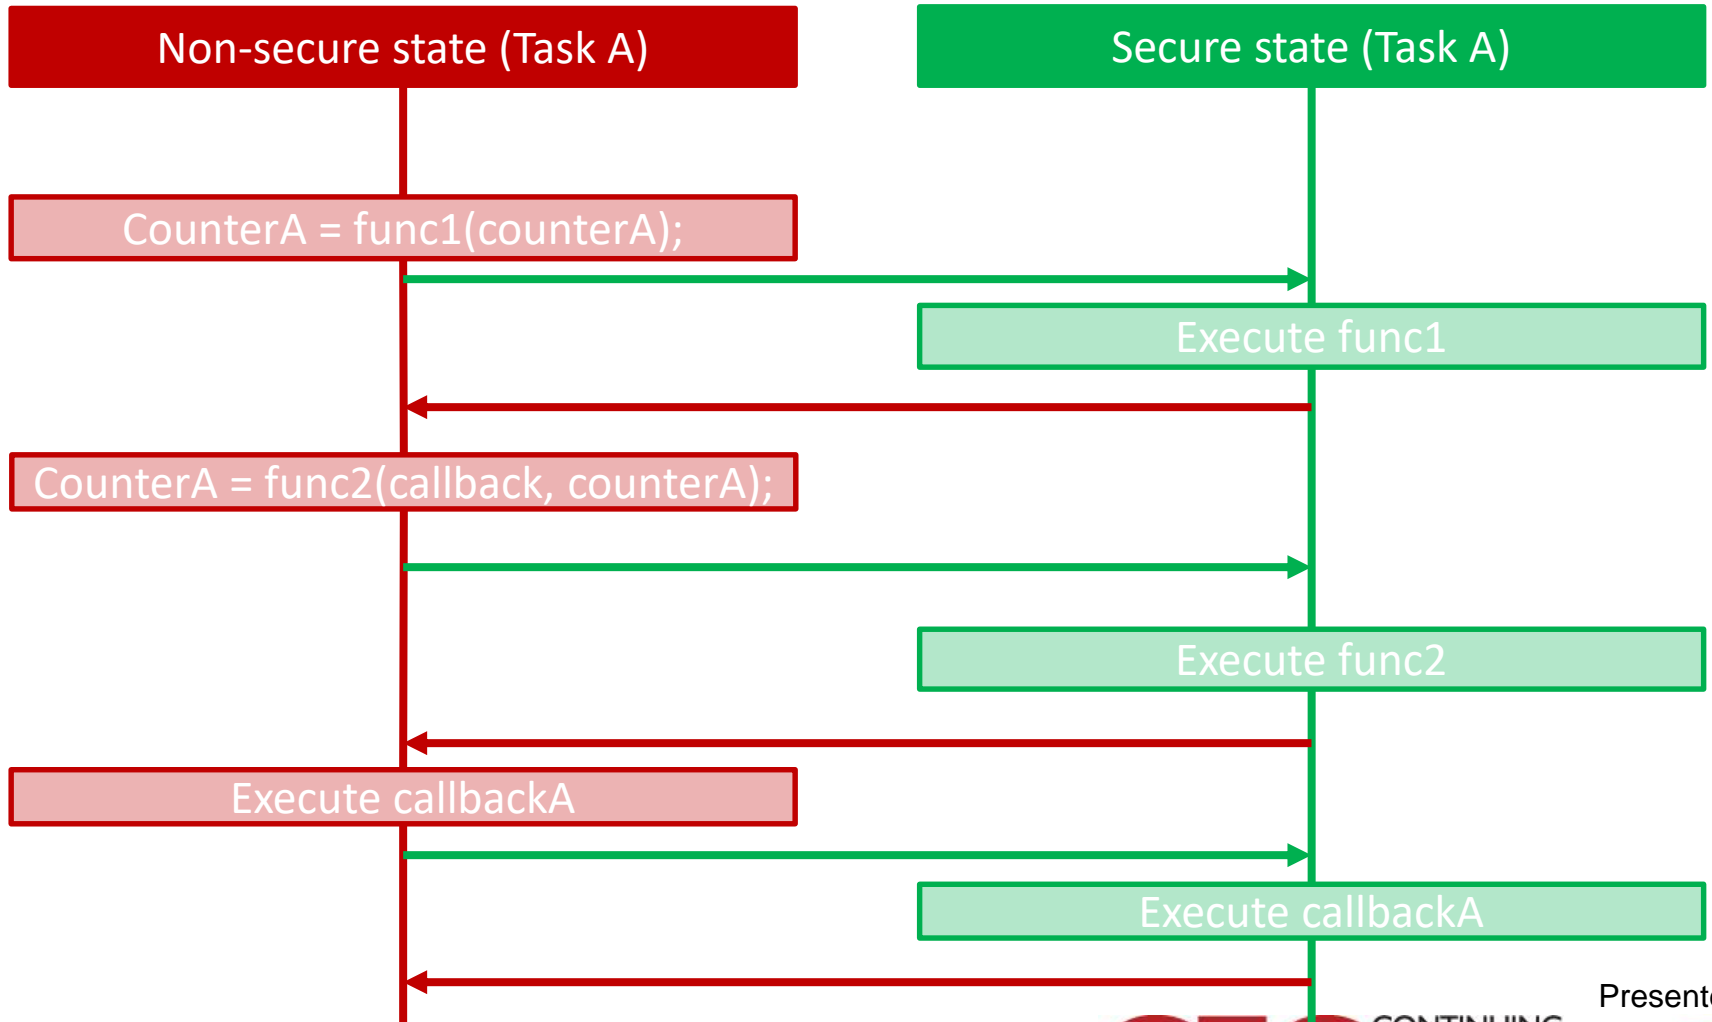 Non-secure state (Task A)
Secure state (Task A)
CounterA = func1(counterA);
Execute func1
CounterA = func2(callback, counterA);
Execute func2
Execute callbackA
Execute callbackA